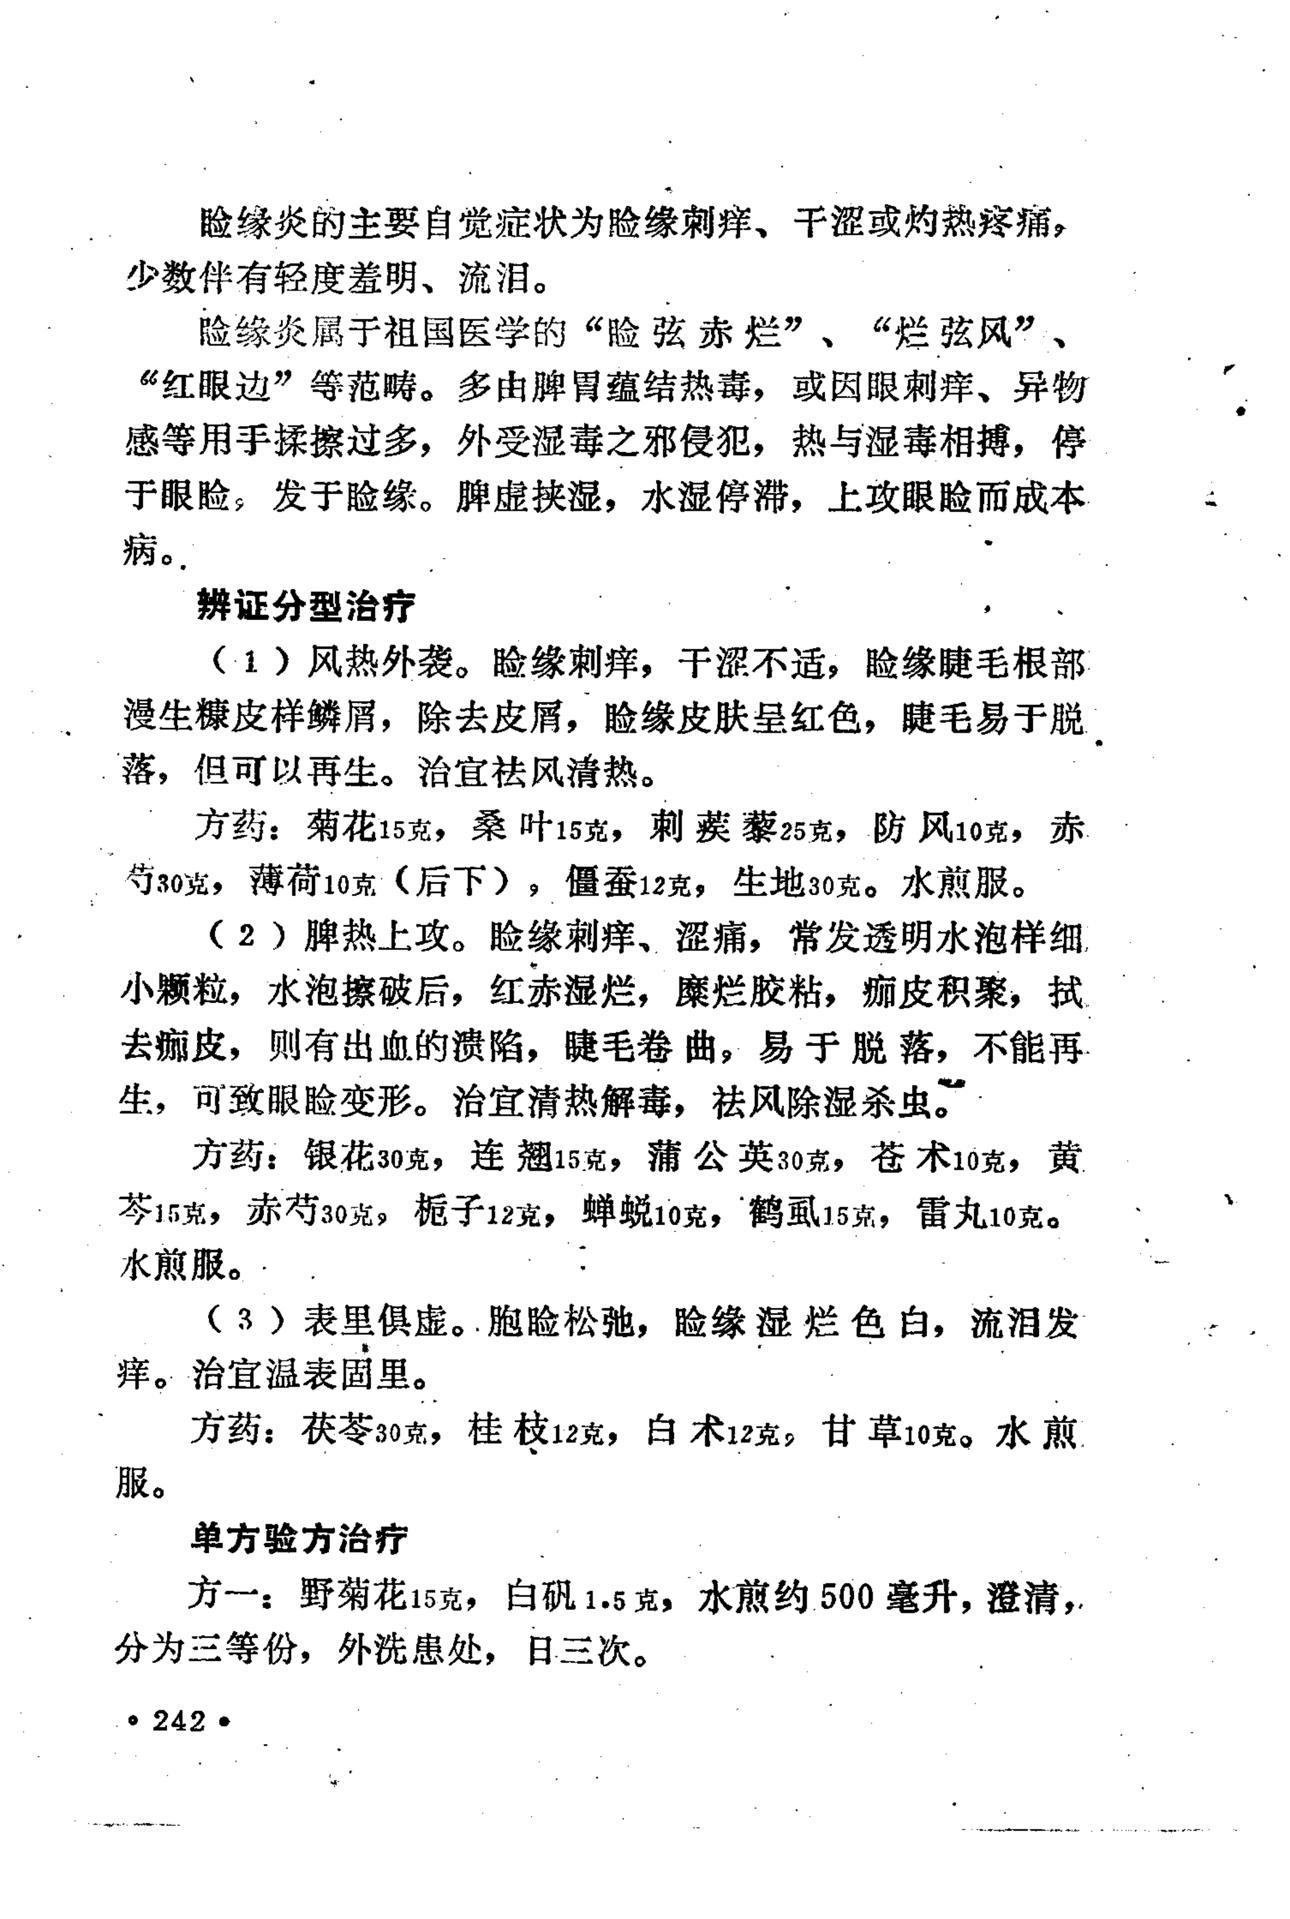 睑缘炎的主要自觉症状为睑缘刺痒、干涩或灼热疼痛，
少数伴有轻度羞明、流泪。
睑缘炎属于祖国医学的“睑弦赤烂”、“烂弦风”、
“红眼边”等范畴。多由脾胃蕴结热毒，或因眼刺痒、异物
感等用手揉擦过多，外受湿毒之邪侵犯，热与湿毒相搏，停
于眼睑，发于睑缘。脾虚挟湿，水湿停滞，上攻眼睑而成本
病。
辨证分型治疗
（1）风热外袭。睑缘刺痒，干涩不适，睑缘睫毛根部
漫生糠皮样鳞屑，除去皮屑，睑缘皮肤呈红色，睫毛易于脱
落，但可以再生。治宜祛风清热。
方药：菊花15克，桑叶15克，刺蒺藜25克，防风10克，赤
芍30克，薄荷10克（后下），僵蚕12克，生地30克。水煎服。
（2）脾热上攻。睑缘刺痒、涩痛，常发透明水泡样细
小颗粒，水泡擦破后，红赤湿烂，糜烂胶粘，痂皮积聚，拭
去痂皮，则有出血的溃陷，睫毛卷曲，易于脱落，不能再
生，可致眼睑变形。治宜清热解毒，祛风除湿杀虫。
方药：银花30克，连翘15克，蒲公英30克，苍术10克，黄
芩15克，赤芍30克，栀子12克，蝉蜕10克，鹤虱15克，雷丸10克。
水煎服。
（3）表里俱虚。胞睑松弛，睑缘湿烂色白，流泪发
痒。治宜温表固里。
方药：茯苓30克，桂枝12克，白术12克，甘草10克。水煎
服。
单方验方治疗
方一：野菊花15克，白矾1.5克，水煎约500毫升，澄清，
分为三等份，外洗患处，日三次。
•242•